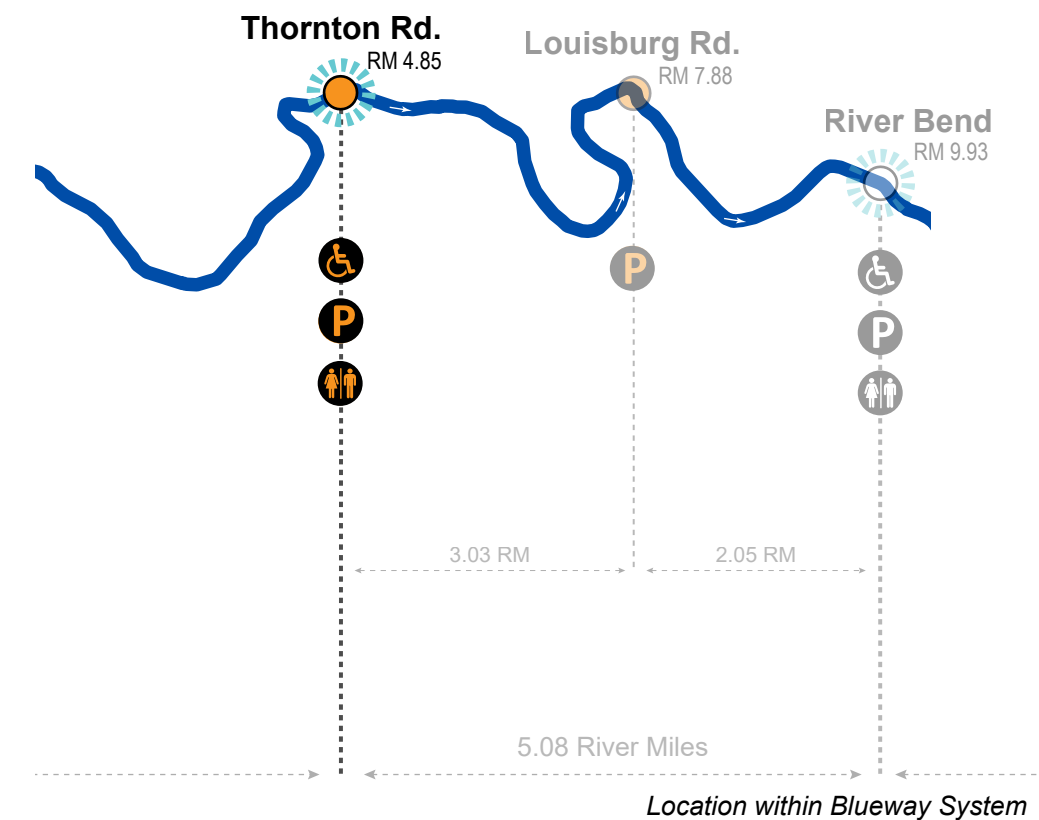 Thornton Rd.
RM 4.85
Louisburg Rd.
RM 7.88
River Bend
RM 9.93
P
P
P
3.03 RM
2.05 RM
5.08 River Miles
Location within Blueway System